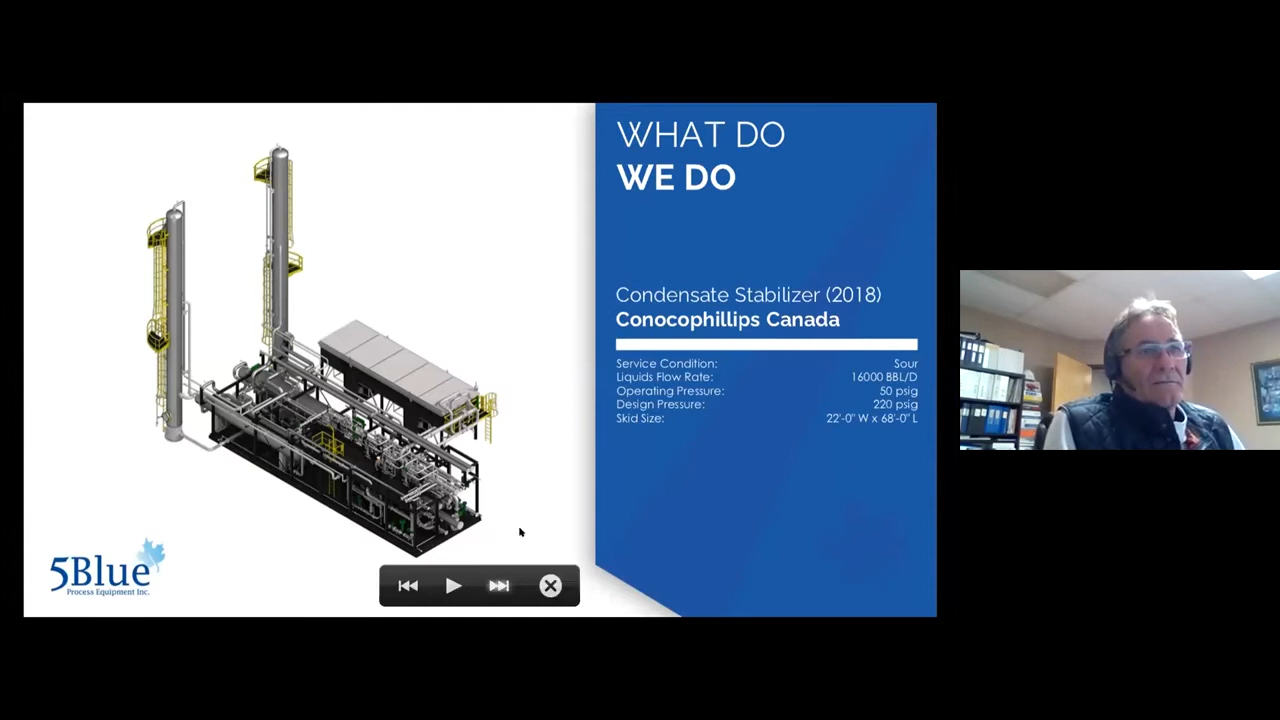 WHAT DO
WE DO
Condensate Stabilizer (2018)
Conocophillips Canada
Service Condition: Sour
Liquids Flow Rate: 16000 BBL/D
Operating Pressure: 50 psig
Design Pressure: 220 psig
Skid Size: 22'-0" W x 68'-0" L
5Blue
Process Equipment Inc.